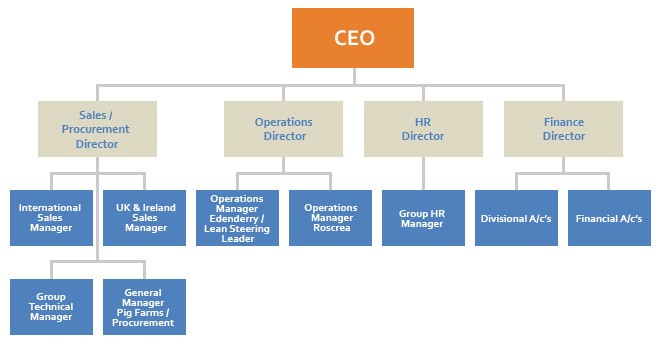 CEO
Sales /
Procurement
Director
Operations
Director
HR
Director
Finance
Director
International
Sales
Manager
UK & Ireland
Sales
Manager
Operations
Manager
Edenderry /
Lean Steering
Leader
Operations
Manager
Roscrea
Group HR
Manager
Divisional A/c's
Financial A/c's
Group
Technical
Manager
General
Manager
Pig Farms /
Procurement